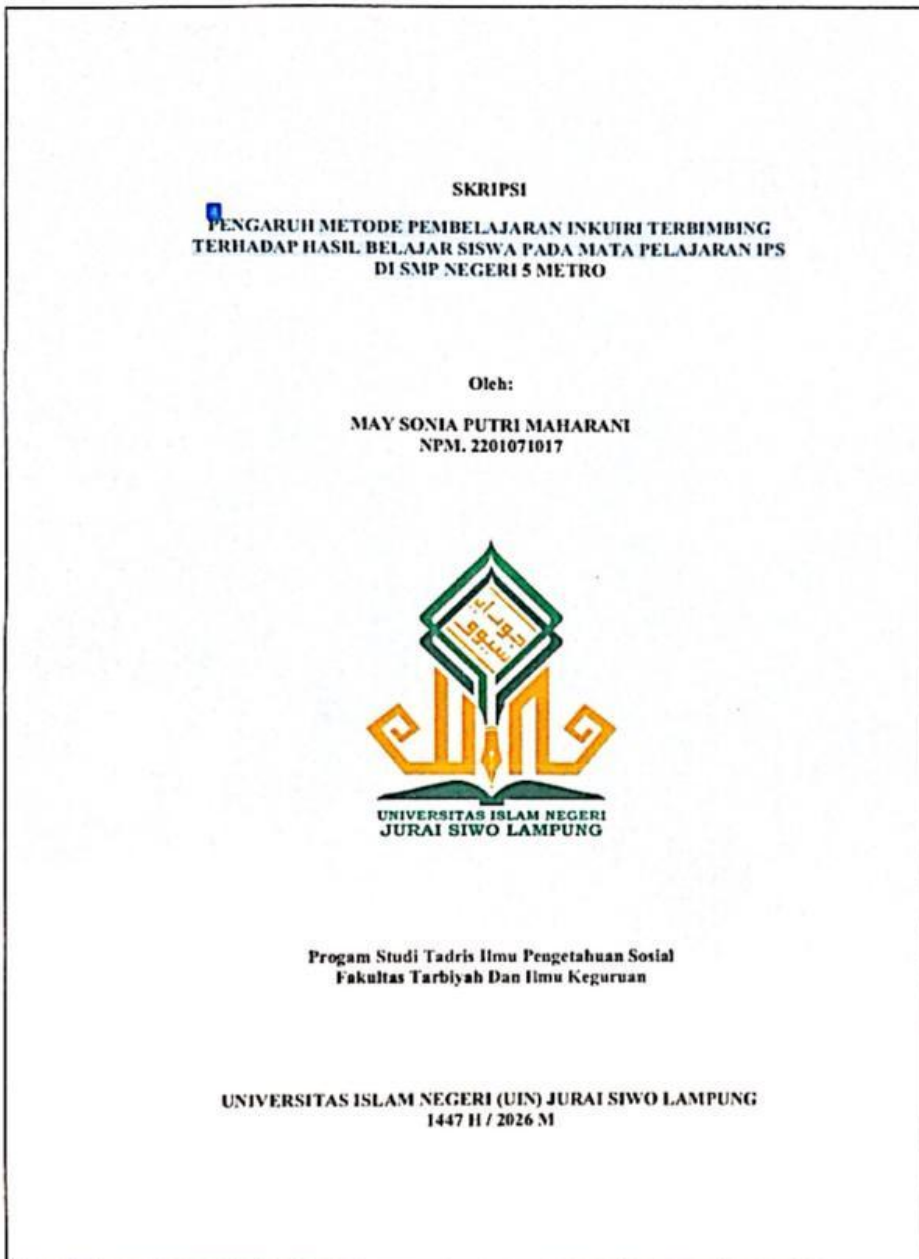 SKRIPSI
PENGARUH METODE PEMBELAJARAN INKUIRI TERBIMBING
TERHADAP HASIL BELAJAR SISWA PADA MATA PELAJARAN IPS
DI SMP NEGERI 5 METRO
Oleh:
MAY SONIA PUTRI MAHARANI
NPM. 2201071017
UNIVERSITAS ISLAM NEGERI
JURAI SIWO LAMPUNG
Progam Studi Tadris Ilmu Pengetahuan Sosial
Fakultas Tarbiyah Dan Ilmu Keguruan
UNIVERSITAS ISLAM NEGERI (UIN) JURAI SIWO LAMPUNG
1447 H / 2026 M